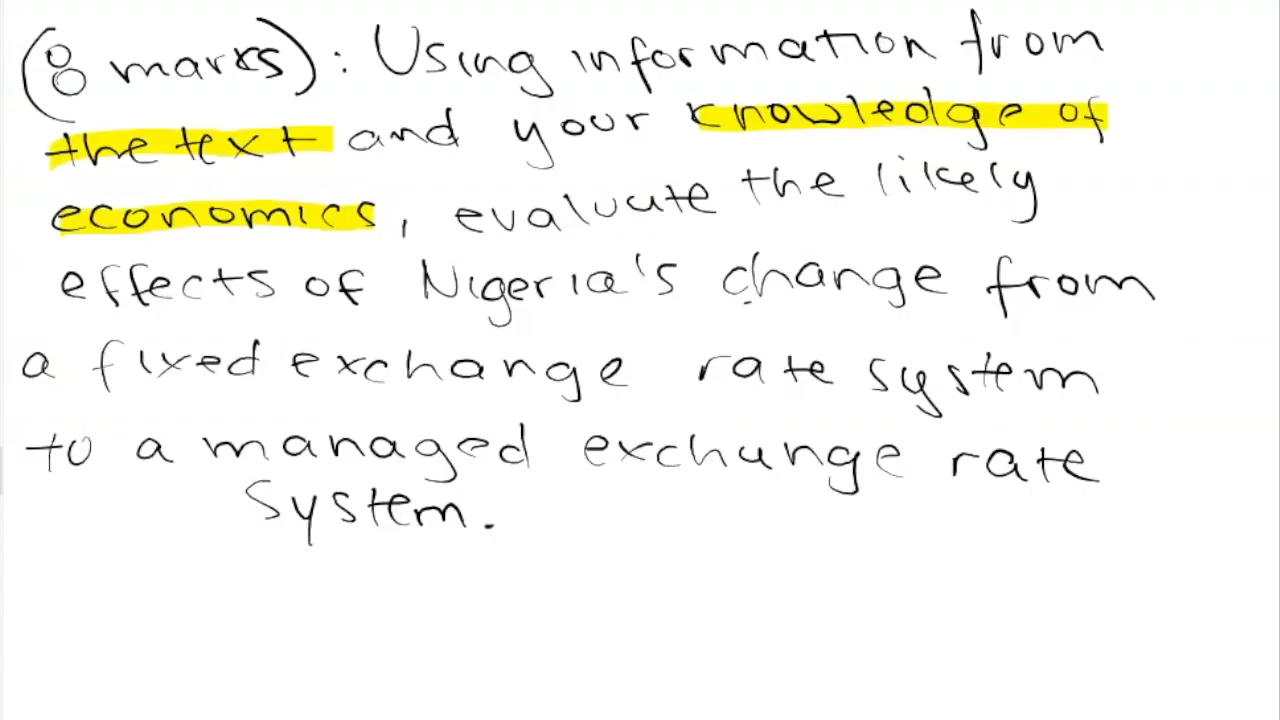 (8 marks): Using information from
the text and your knowledge of
economics, evaluate the likely
effects of Nigeria's change from
a fixed exchange rate system
to a managed exchange rate
system.